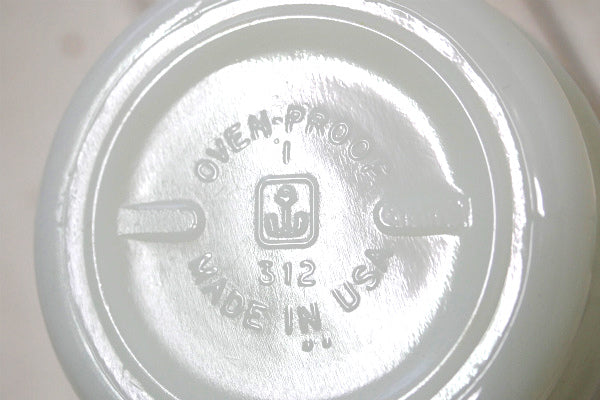 OVEN-PROOF
1
312
MADE IN USA